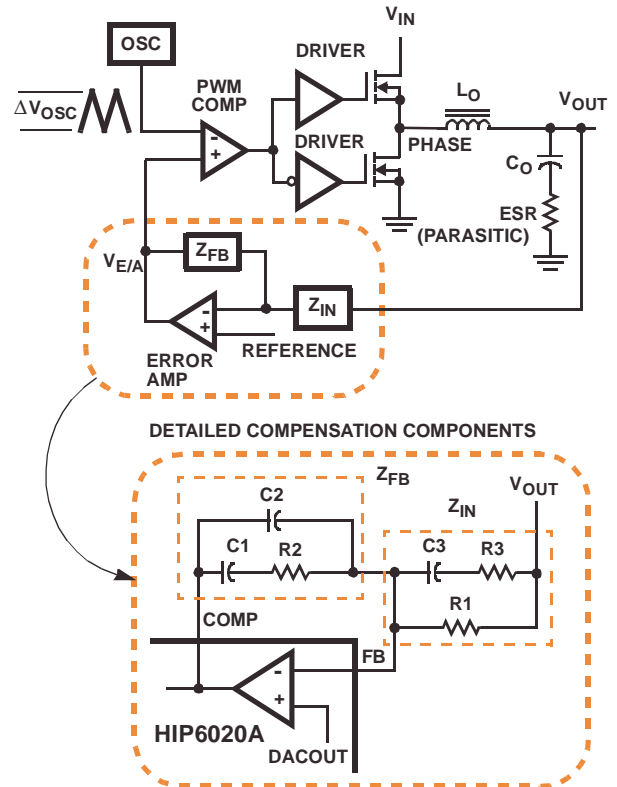 V_IN
OSC
DRIVER
PWM
COMP
L_O
V_OUT
ΔV_OSC
-
+
DRIVER
PHASE
C_O
ESR
(PARASITIC)
Z_FB
V_E/A
Z_IN
-
+
REFERENCE
ERROR
AMP
DETAILED COMPENSATION COMPONENTS
Z_FB
V_OUT
C2
Z_IN
C1
R2
C3
R3
R1
COMP
FB
-
+
HIP6020A
DACOUT